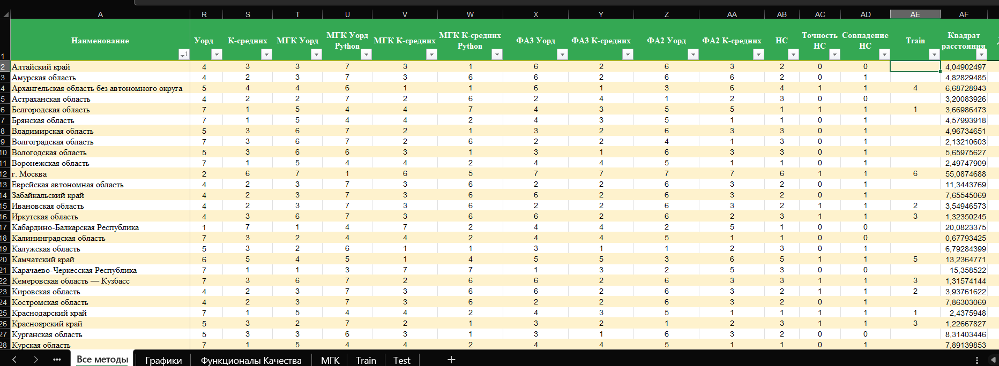 A R S T U V W X Y Z AA AB AC AD AE AF
1 Наименование Уорд К-средних МГК Уорд МГК Уорд Python МГК К-средних МГК К-средних Python ФА3 Уорд ФА3 К-средних ФА2 Уорд ФА2 К-средних НС Точность НС Совпадение НС Train Квадрат расстояния
2 Алтайский край 4 3 3 7 3 1 6 2 6 3 2 0 0 4,04902497
3 Амурская область 4 2 3 7 3 6 6 2 6 6 2 0 1 4,82829485
4 Архангельская область без автономного округа 5 4 4 6 1 1 6 1 3 6 4 1 1 4 6,68728943
5 Астраханская область 4 2 2 7 2 6 2 4 1 2 3 0 0 3,20083926
6 Белгородская область 7 1 5 4 4 7 4 3 5 5 1 1 1 1 3,66986473
7 Брянская область 7 1 5 4 4 2 4 3 5 1 1 0 1 4,57993918
8 Владимирская область 5 3 6 7 2 1 3 2 6 3 3 0 1 4,96734651
9 Волгоградская область 7 3 6 7 2 6 2 2 4 1 3 0 1 2,13210603
10 Вологодская область 5 3 6 6 3 1 3 1 6 3 3 0 1 5,65975627
11 Воронежская область 7 1 5 4 4 2 4 4 5 1 1 0 1 2,49747909
12 г. Москва 2 6 7 1 6 5 7 7 7 7 6 1 1 6 55,0874688
13 Еврейская автономная область 4 2 3 7 3 6 2 2 6 3 2 0 1 11,3443769
14 Забайкальский край 4 2 3 7 3 6 6 2 6 3 2 0 1 7,65545069
15 Ивановская область 4 2 3 7 3 6 2 2 6 3 2 1 1 2 3,54946573
16 Иркутская область 4 3 6 7 3 6 6 2 6 2 3 1 1 3 1,32350245
17 Кабардино-Балкарская Республика 1 7 1 4 7 2 4 4 2 5 1 0 0 20,0823375
18 Калининградская область 7 3 2 4 4 2 4 4 5 1 1 0 0 0,67793425
19 Калужская область 5 3 2 6 1 1 3 1 1 2 3 0 1 6,79284399
20 Камчатский край 6 5 4 5 1 4 5 5 3 6 5 1 1 5 13,2364771
21 Карачаево-Черкесская Республика 7 1 1 3 7 7 1 3 2 5 3 0 0 15,358522
22 Кемеровская область — Кузбасс 7 3 6 7 2 6 6 2 6 3 3 1 1 3 1,31574144
23 Кировская область 4 2 3 7 3 6 6 2 6 3 2 1 1 2 3,93761622
24 Костромская область 4 2 3 7 3 6 2 2 6 3 2 0 1 7,86303069
25 Краснодарский край 7 1 5 4 4 2 4 3 5 1 1 1 1 1 2,4375948
26 Красноярский край 5 3 2 7 2 1 3 2 1 2 3 1 1 3 1,22667827
27 Курганская область 5 3 3 6 3 1 3 1 6 3 2 0 0 8,31403446
28 Курская область 7 1 5 4 4 2 4 4 5 1 1 0 1 7,89139853
Все методы Графики Функционалы Качества МГК Train Test